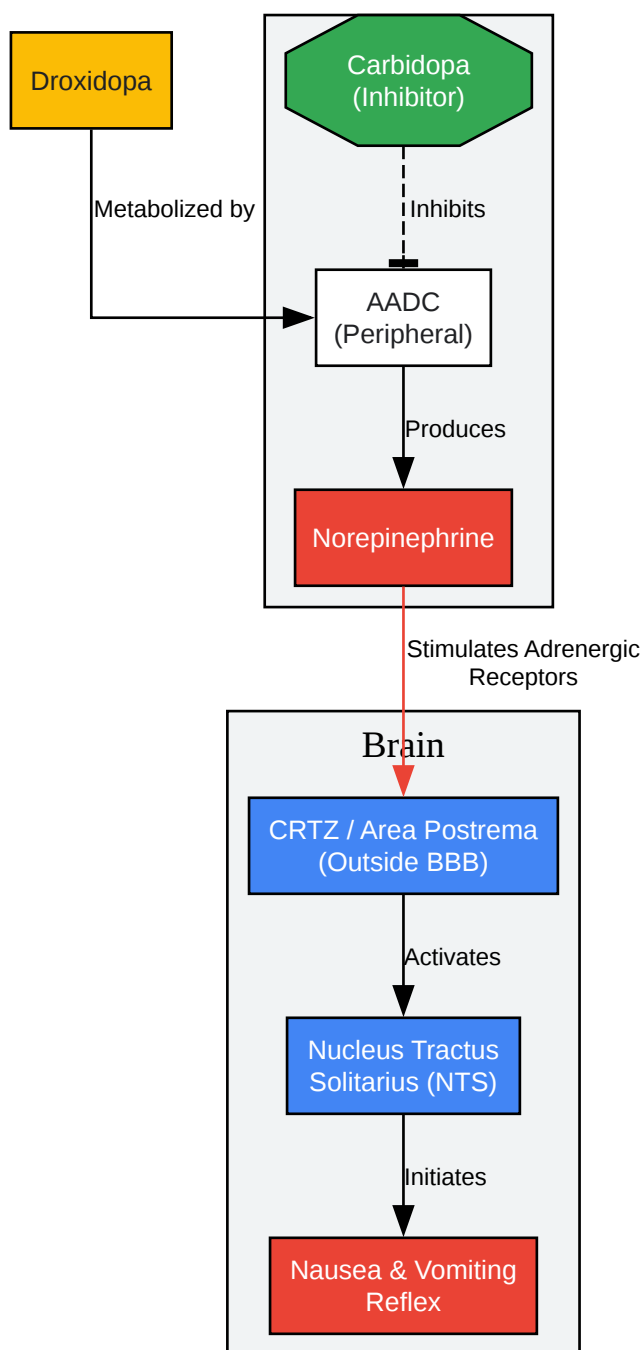 Droxidopa
Carbidopa
(Inhibitor)
Metabolized by
Inhibits
AADC
(Peripheral)
Produces
Norepinephrine
Stimulates Adrenergic
Receptors
Brain
CRTZ / Area Postrema
(Outside BBB)
Activates
Nucleus Tractus
Solitarius (NTS)
Initiates
Nausea & Vomiting
Reflex